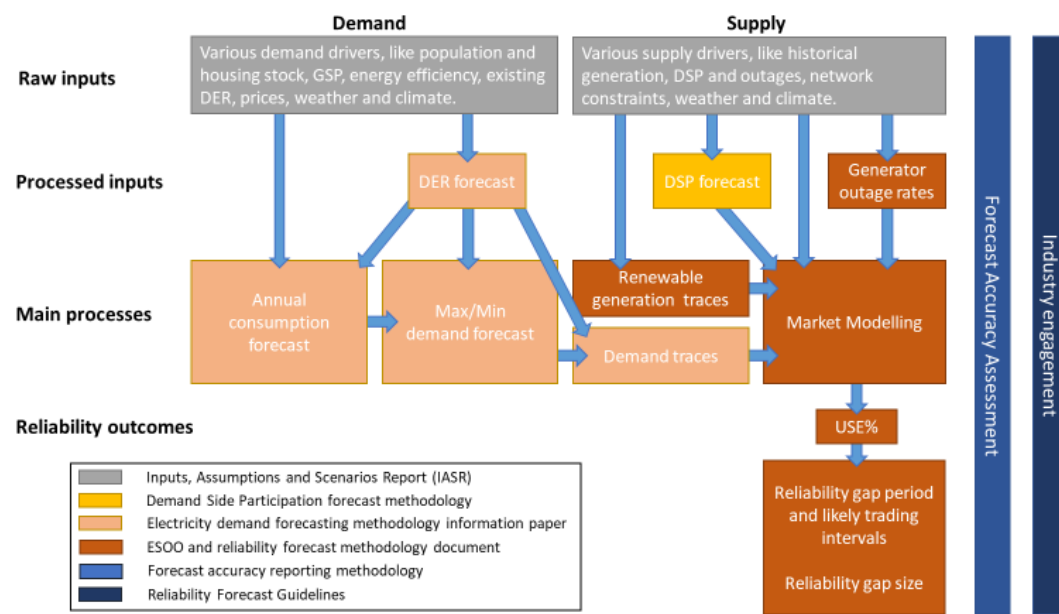 Demand
Supply
Raw inputs
Various demand drivers, like population and
housing stock, GSP, energy efficiency, existing
DER, prices, weather and climate.
Various supply drivers, like historical
generation, DSP and outages, network
constraints, weather and climate.
Processed inputs
DER forecast
DSP forecast
Generator
outage rates
Main processes
Annual
consumption
forecast
Max/Min
demand forecast
Renewable
generation traces
Demand traces
Market Modelling
Reliability outcomes
USE%
Reliability gap period
and likely trading
intervals
Reliability gap size
Inputs, Assumptions and Scenarios Report (IASR)
Demand Side Participation forecast methodology
Electricity demand forecasting methodology information paper
ESOO and reliability forecast methodology document
Forecast accuracy reporting methodology
Reliability Forecast Guidelines
Forecast Accuracy Assessment
Industry engagement